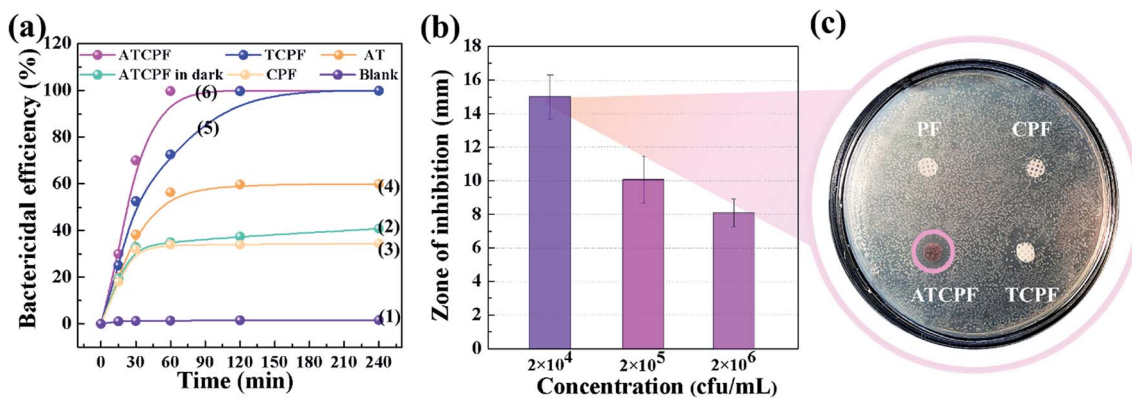 (a)
Bactericidal efficiency (%)
120
100
80
60
40
20
0
ATCPF TCPF AT
ATCPF in dark CPF Blank
(6)
(5)
(4)
(2)
(3)
(1)
0 30 60 90 120 150 180 210 240
Time (min)
(b)
Zone of inhibition (mm)
18
16
14
12
10
8
6
4
2
0
2×10⁴ 2×10⁵ 2×10⁶
Concentration (cfu/mL)
(c)
PF CPF
ATCPF TCPF